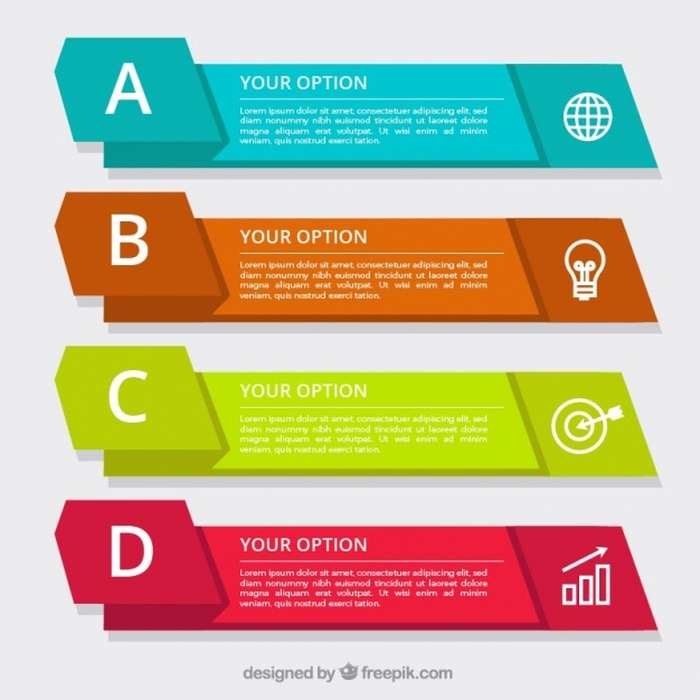 A
YOUR OPTION
Lorem ipsum dolor sit amet, consectetuer adipiscing elit, sed
diam nonummy nibh euismod tincidunt ut laoreet dolore
magna aliquam erat volutpat. Ut wisi enim ad minim
veniam, quis nostrud exerci tation.
B
YOUR OPTION
Lorem ipsum dolor sit amet, consectetuer adipiscing elit, sed
diam nonummy nibh euismod tincidunt ut laoreet dolore
magna aliquam erat volutpat. Ut wisi enim ad minim
veniam, quis nostrud exerci tation.
C
YOUR OPTION
Lorem ipsum dolor sit amet, consectetuer adipiscing elit, sed
diam nonummy nibh euismod tincidunt ut laoreet dolore
magna aliquam erat volutpat. Ut wisi enim ad minim
veniam, quis nostrud exerci tation.
D
YOUR OPTION
Lorem ipsum dolor sit amet, consectetuer adipiscing elit, sed
diam nonummy nibh euismod tincidunt ut laoreet dolore
magna aliquam erat volutpat. Ut wisi enim ad minim
veniam, quis nostrud exerci tation.
designed by freepik.com